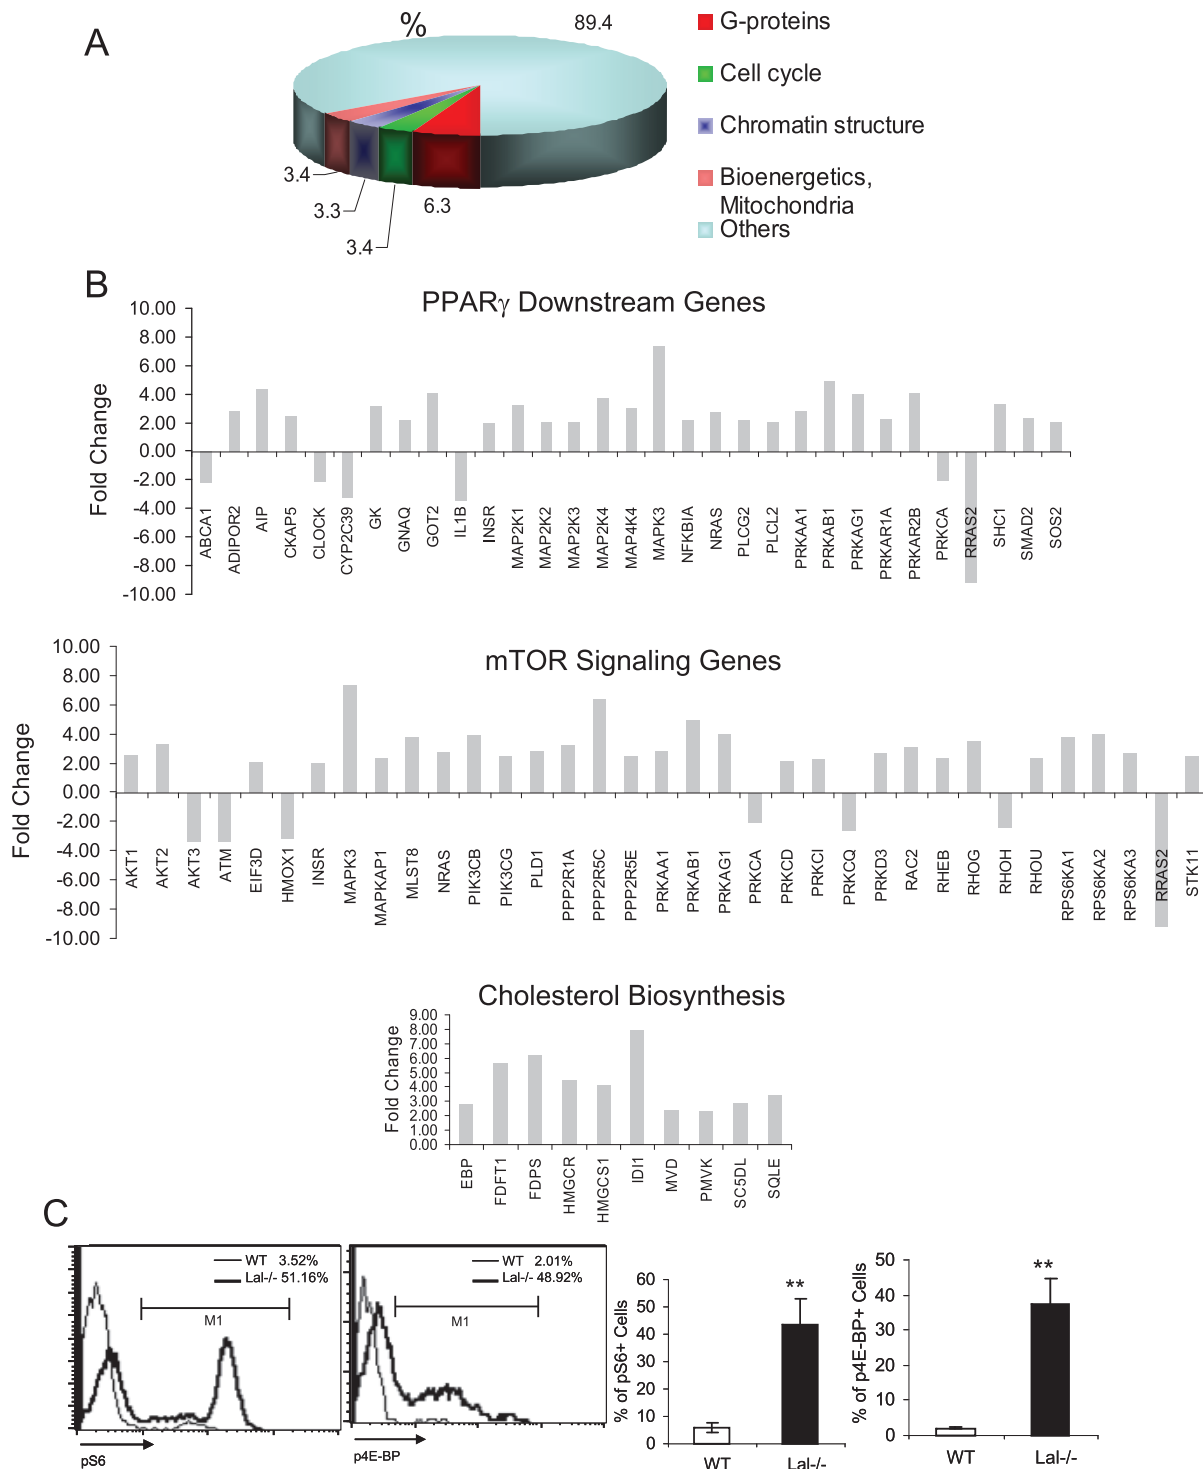 A
%
89.4
3.4
3.3
3.4
6.3
G-proteins
Cell cycle
Chromatin structure
Bioenergetics,
Mitochondria
Others
B
PPARγ Downstream Genes
Fold Change
10.00
8.00
6.00
4.00
2.00
0.00
-2.00
-4.00
-6.00
-8.00
-10.00
ABCA1
ADIPOR2
AIP
CKAP5
CLOCK
CYP2C39
GK
GNAQ
GOT2
IL1B
INSR
MAP2K1
MAP2K2
MAP2K3
MAP2K4
MAP4K4
MAPK3
NFKBIA
NRAS
PLCG2
PLCL2
PRKAA1
PRKAB1
PRKAG1
PRKAR1A
PRKAR2B
PRKCA
RRAS2
SHC1
SMAD2
SOS2
mTOR Signaling Genes
Fold Change
10.00
8.00
6.00
4.00
2.00
0.00
-2.00
-4.00
-6.00
-8.00
-10.00
AKT1
AKT2
AKT3
ATM
EIF3D
HMOX1
INSR
MAPK3
MAPKAP1
MLST8
NRAS
PIK3CB
PIK3CG
PLD1
PPP2R1A
PPP2R5C
PPP2R5E
PRKAA1
PRKAB1
PRKAG1
PRKCA
PRKCD
PRKCI
PRKCQ
PRKD3
RAC2
RHEB
RHOG
RHOH
RHOU
RPS6KA1
RPS6KA2
RPS6KA3
RRAS2
STK11
Cholesterol Biosynthesis
Fold Change
9.00
8.00
7.00
6.00
5.00
4.00
3.00
2.00
1.00
0.00
EBP
FDFT1
FDPS
HMGCR
HMGCS1
IDI1
MVD
PMVK
SC5DL
SQLE
C
WT 3.52%
Lal-/- 51.16%
M1
pS6
WT 2.01%
Lal-/- 48.92%
M1
p4E-BP
% of pS6+ Cells
60
50
40
30
20
10
0
**
WT
Lal-/-
% of p4E-BP+ Cells
50
40
30
20
10
0
**
WT
Lal-/-